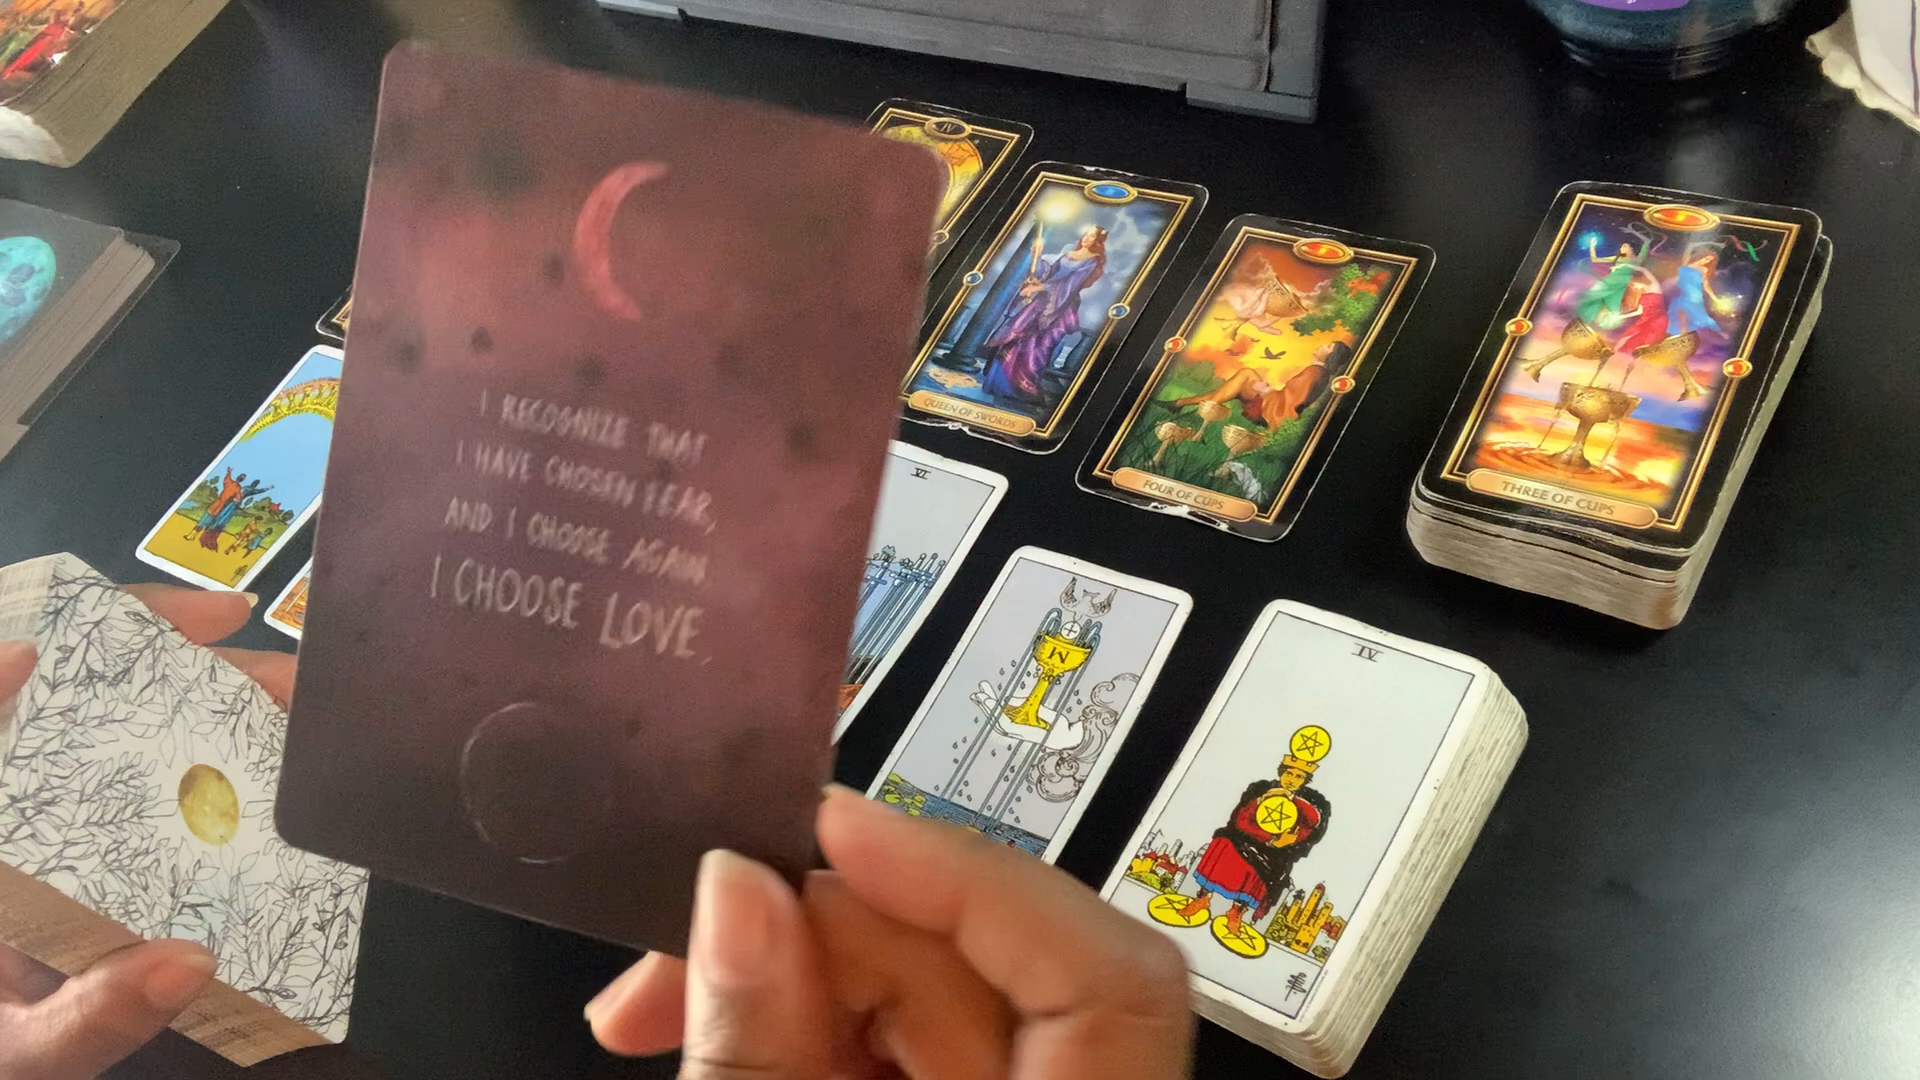 I RECOGNIZE THAT
I HAVE CHOSEN FEAR,
AND I CHOOSE AGAIN.
I CHOOSE LOVE.
IV
QUEEN OF SWORDS
FOUR OF CUPS
THREE OF CUPS
VI
M
IV